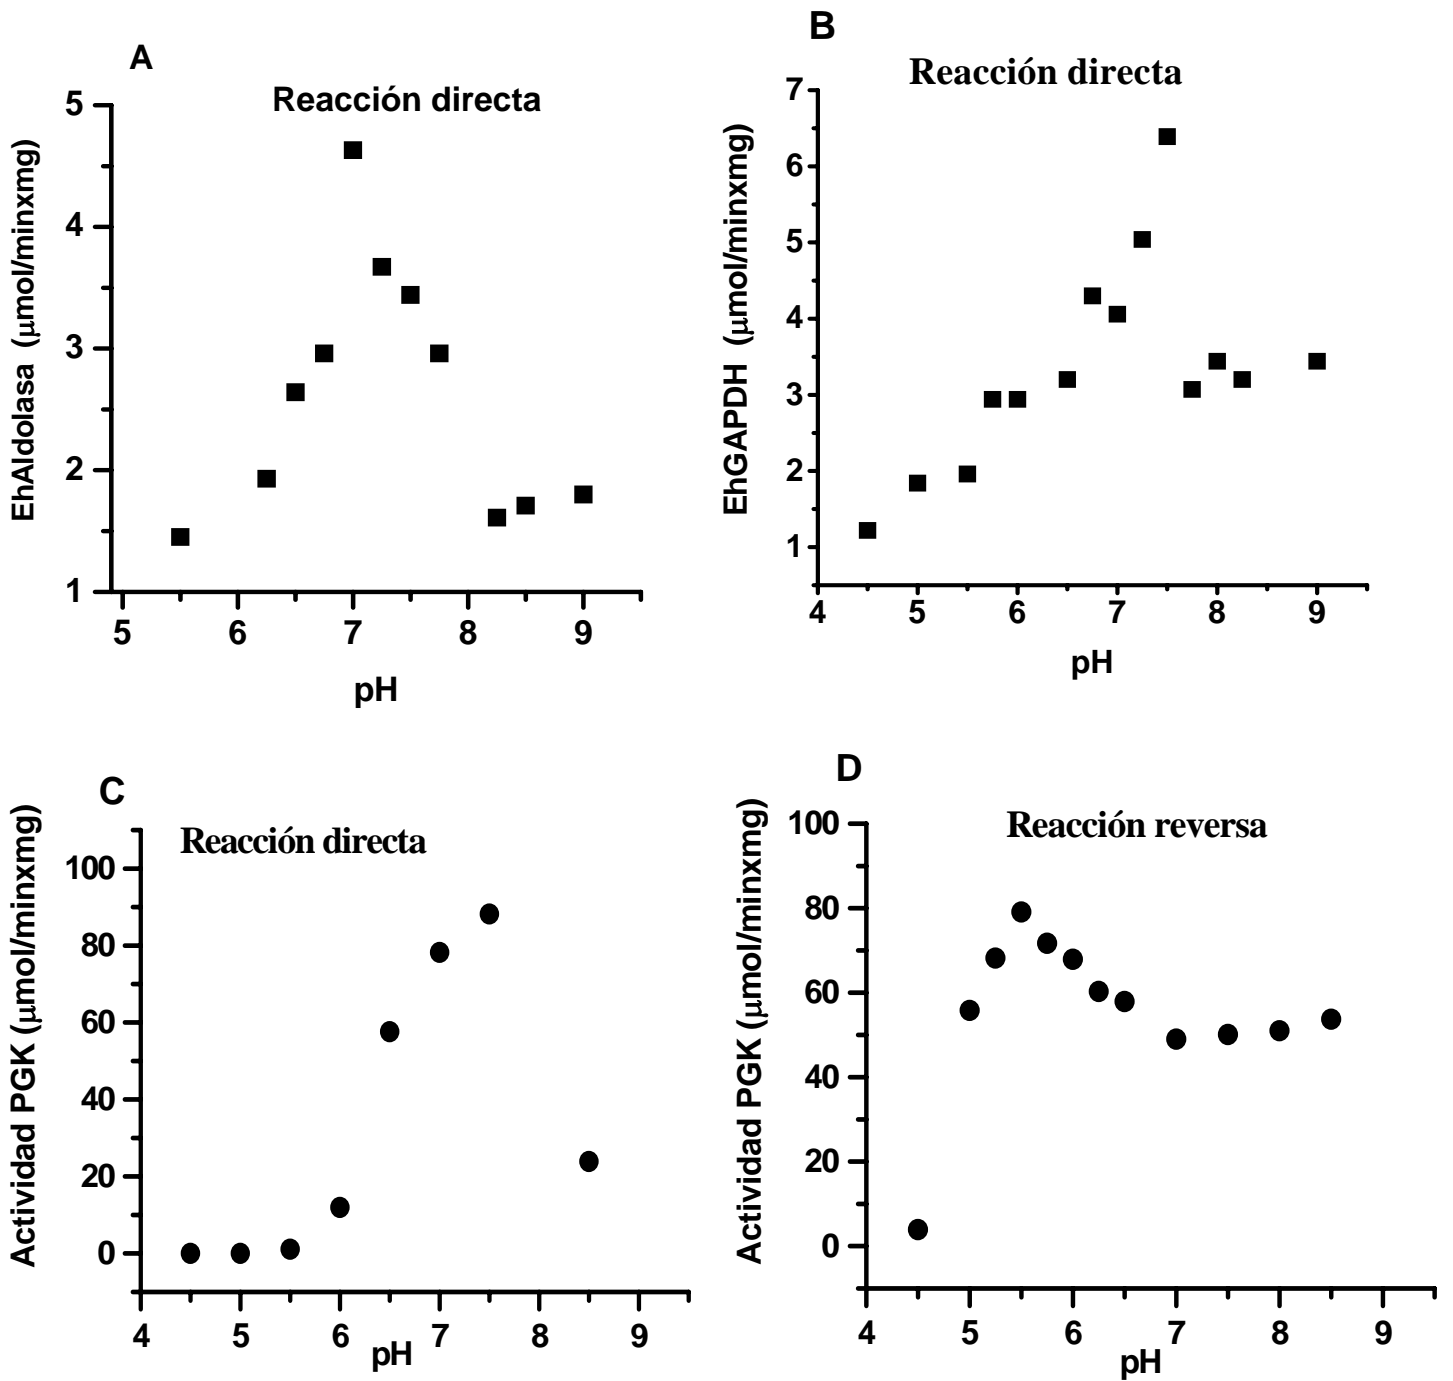 A
Reacción directa
EhAldolasa (μmol/minxmg)
5
4
3
2
1
5 6 7 8 9
pH
B
Reacción directa
EhGAPDH (μmol/minxmg)
7
6
5
4
3
2
1
4 5 6 7 8 9
pH
C
Reacción directa
Actividad PGK (μmol/minxmg)
100
80
60
40
20
0
4 5 6 7 8 9
pH
D
Reacción reversa
Actividad PGK (μmol/minxmg)
100
80
60
40
20
0
4 5 6 7 8 9
pH